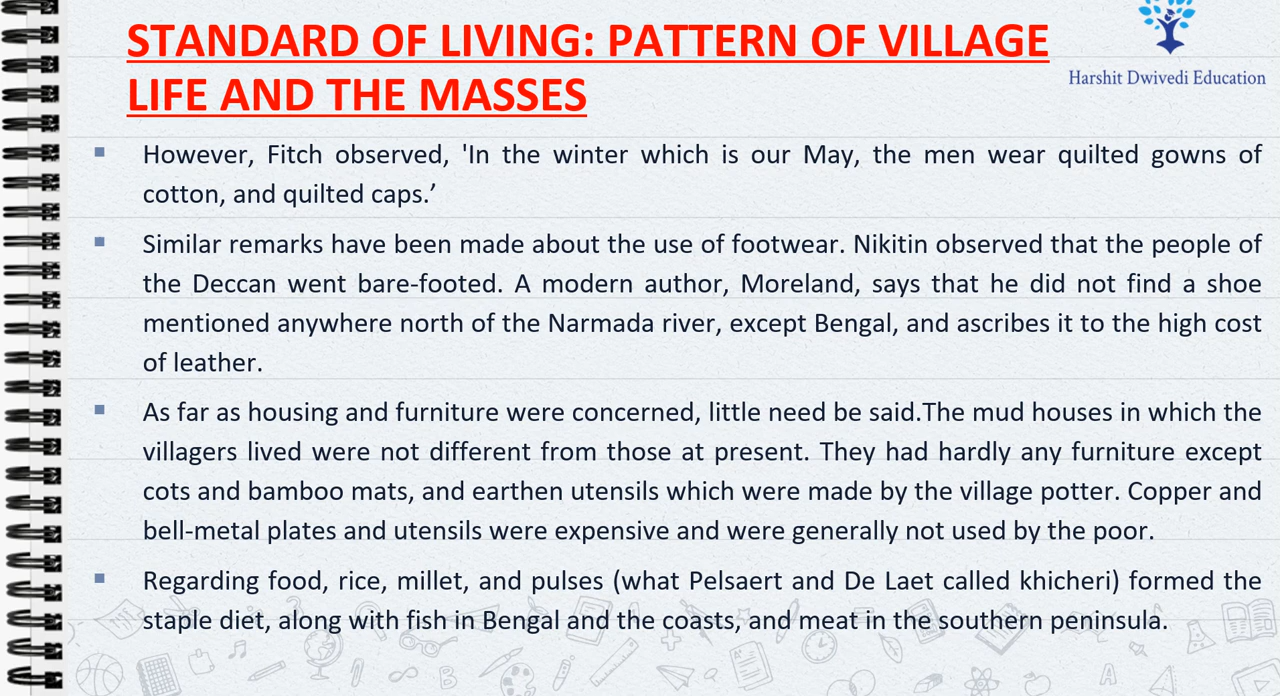 STANDARD OF LIVING: PATTERN OF VILLAGE
LIFE AND THE MASSES
Harshit Dwivedi Education
▪ However, Fitch observed, 'In the winter which is our May, the men wear quilted gowns of
cotton, and quilted caps.’
▪ Similar remarks have been made about the use of footwear. Nikitin observed that the people of
the Deccan went bare-footed. A modern author, Moreland, says that he did not find a shoe
mentioned anywhere north of the Narmada river, except Bengal, and ascribes it to the high cost
of leather.
▪ As far as housing and furniture were concerned, little need be said.The mud houses in which the
villagers lived were not different from those at present. They had hardly any furniture except
cots and bamboo mats, and earthen utensils which were made by the village potter. Copper and
bell-metal plates and utensils were expensive and were generally not used by the poor.
▪ Regarding food, rice, millet, and pulses (what Pelsaert and De Laet called khicheri) formed the
staple diet, along with fish in Bengal and the coasts, and meat in the southern peninsula.